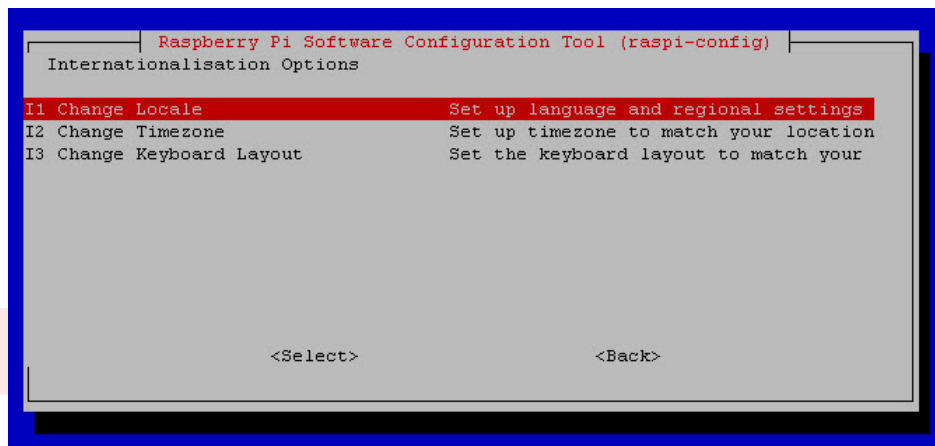 Raspberry Pi Software Configuration Tool (raspi-config)
Internationalisation Options
I1 Change Locale Set up language and regional settings
I2 Change Timezone Set up timezone to match your location
I3 Change Keyboard Layout Set the keyboard layout to match your
<Select> <Back>